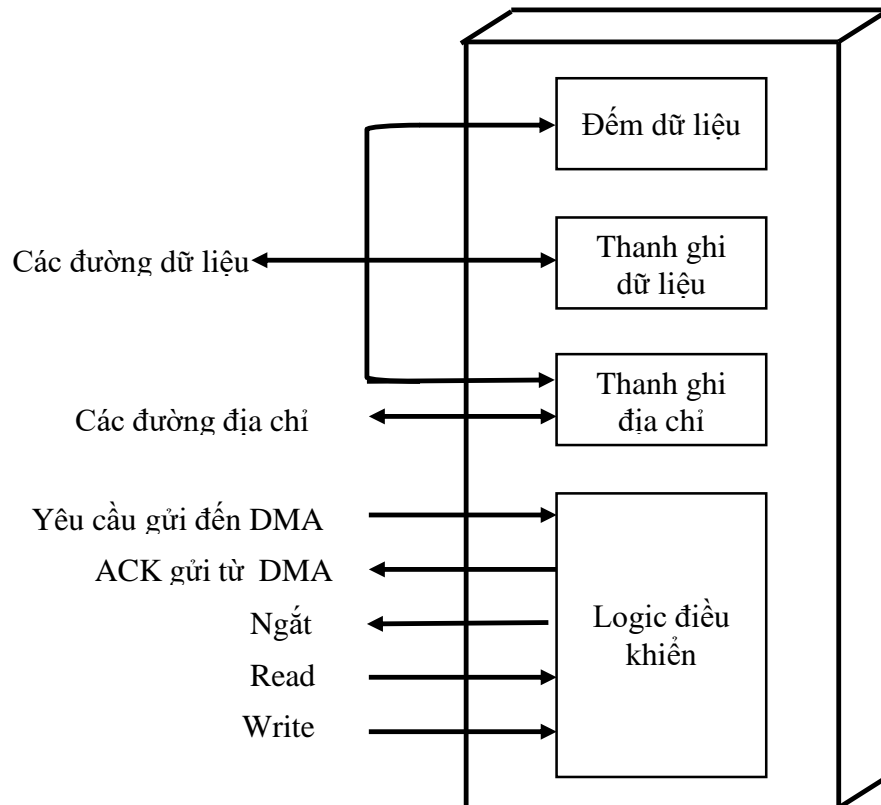 Đếm dữ liệu
Các đường dữ liệu
Thanh ghi
dữ liệu
Các đường địa chỉ
Thanh ghi
địa chỉ
Yêu cầu gửi đến DMA
ACK gửi từ DMA
Ngắt
Read
Write
Logic điều
khiển